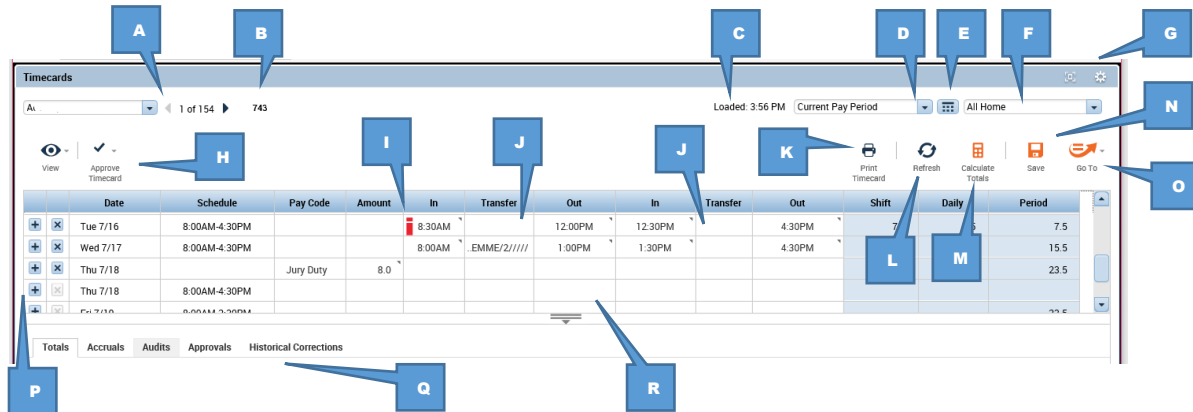 A B C D E F G
Timecards
A 1 of 154 743 Loaded: 3:56 PM Current Pay Period All Home
N
I J J K H
View Approve Timecard Print Timecard Refresh Calculate Totals Save Go To
O
Date Schedule Pay Code Amount In Transfer Out In Transfer Out Shift Daily Period
Tue 7/16 8:00AM-4:30PM 8:30AM 12:00PM 12:30PM 4:30PM 7.5
Wed 7/17 8:00AM-4:30PM 8:00AM ..EMME/2///// 1:00PM 1:30PM 4:30PM 15.5
L M
Thu 7/18 Jury Duty 8.0 23.5
Thu 7/18 8:00AM-4:30PM
Totals Accruals Audits Approvals Historical Corrections
P Q R